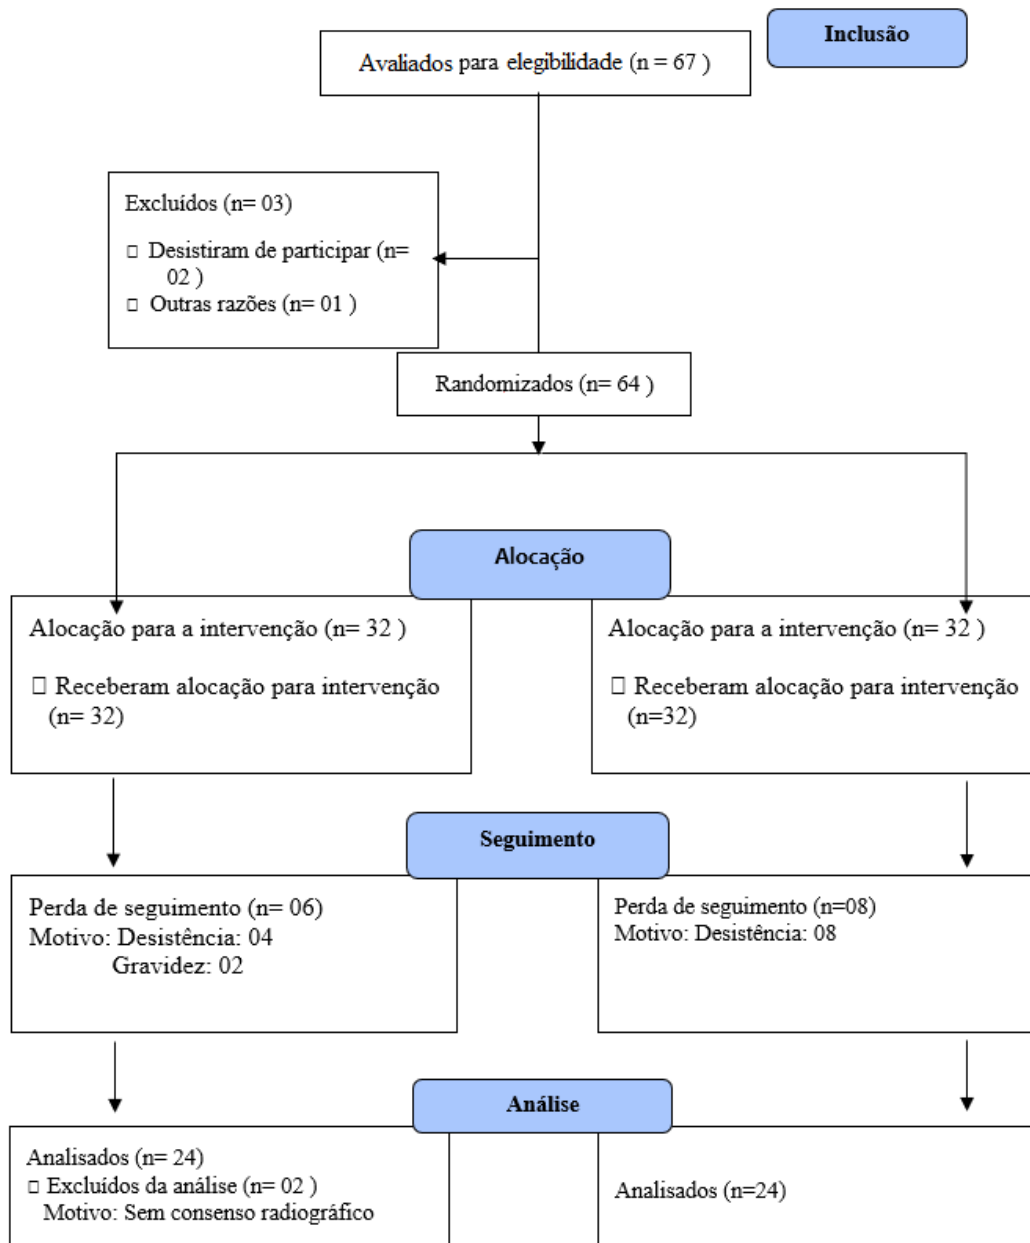 Inclusão
Avaliados para elegibilidade (n = 67 )
Excluídos (n= 03)
□ Desistiram de participar (n=
02 )
□ Outras razões (n= 01 )
Randomizados (n= 64 )
Alocação
Alocação para a intervenção (n= 32 )
□ Receberam alocação para intervenção
(n= 32)
Alocação para a intervenção (n= 32 )
□ Receberam alocação para intervenção
(n=32)
Seguimento
Perda de seguimento (n= 06)
Motivo: Desistência: 04
Gravidez: 02
Perda de seguimento (n=08)
Motivo: Desistência: 08
Análise
Analisados (n= 24)
□ Excluídos da análise (n= 02 )
Motivo: Sem consenso radiográfico
Analisados (n=24)